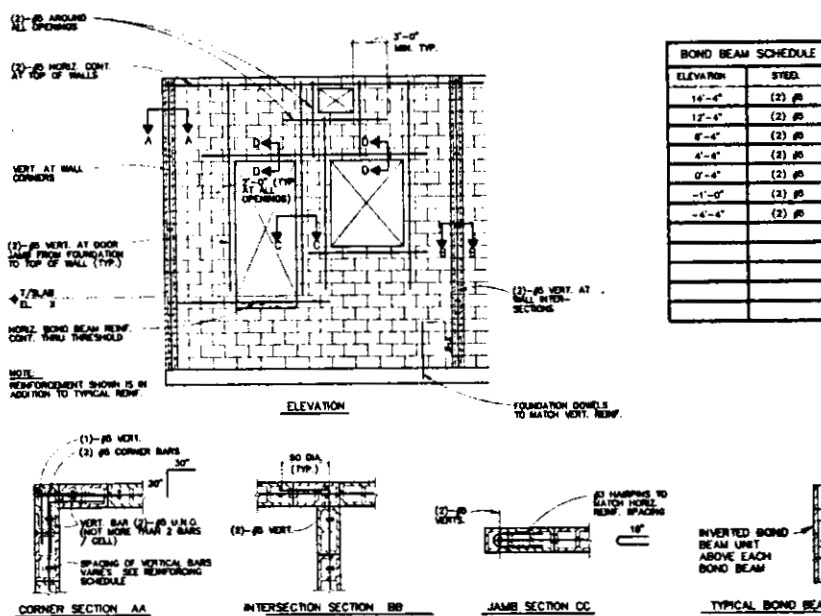 (2)-#5 AROUND
ALL OPENINGS
3'-0"
MIN. TYP.
(2)-#5 HORIZ. CONT.
AT TOP OF WALLS
A A
D
D
D
D
VERT. AT WALL
CORNERS
2'-0" (TYP.
AT ALL
OPENINGS)
C C
(2)-#5 VERT. AT DOOR
JAMB FROM FOUNDATION
TO TOP OF WALL (TYP.)
T/SLAB
EL
(2)-#5 VERT. AT
WALL INTER-
SECTIONS
HORIZ. BOND BEAM REINF.
CONT. THRU THRESHOLD
NOTE:
REINFORCEMENT SHOWN IS IN
ADDITION TO TYPICAL REINF.
ELEVATION
FOUNDATION DOWELS
TO MATCH VERT. REINF.
BOND BEAM SCHEDULE
ELEVATION STEEL
14'-4" (2) #5
12'-4" (2) #5
(2) #5
4'-4" (2) #5
0'-4" (2) #5
-1'-0" (2) #5
-4'-4" (2) #5
(1)-#5 VERT.
(2) #5 CORNER BARS
30"
30"
VERT. BAR (2)-#5 U.N.O.
(NOT MORE THAN 2 BARS
/ CELL)
SPACING OF VERTICAL BARS
VARIES SEE REINFORCING
SCHEDULE
CORNER SECTION AA
DIA.
(TYP.)
(2)-#5 VERT.
INTERSECTION SECTION BB
(2)-#5
VERTS.
#3 HAIRPINS TO
MATCH HORIZ.
REINF. SPACING
JAMB SECTION CC
INVERTED BOND
BEAM UNIT
ABOVE EACH
BOND BEAM
TYPICAL BOND BEA